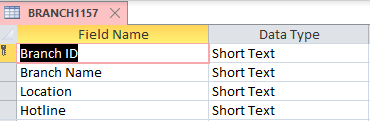 BRANCH1157
Field Name Data Type
Branch ID Short Text
Branch Name Short Text
Location Short Text
Hotline Short Text